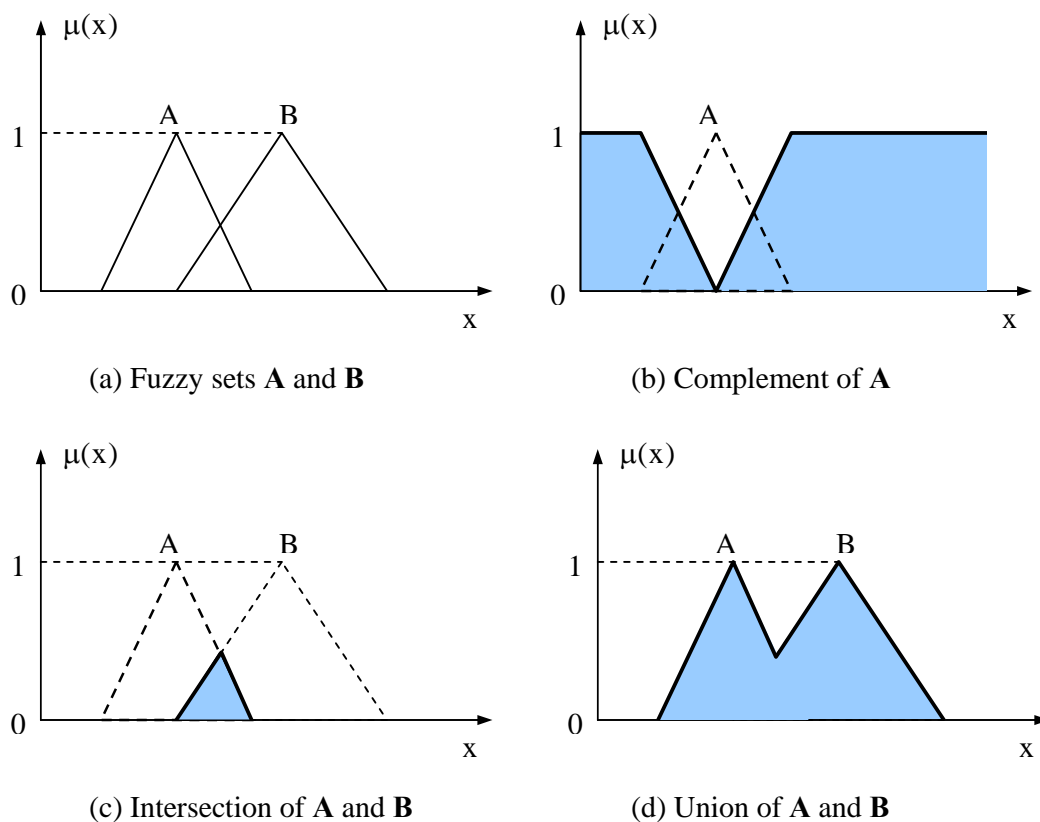 μ(x)
A
B
1
0
x
(a) Fuzzy sets A and B
μ(x)
A
1
0
x
(b) Complement of A
μ(x)
A
B
1
0
x
(c) Intersection of A and B
μ(x)
A
B
1
0
x
(d) Union of A and B